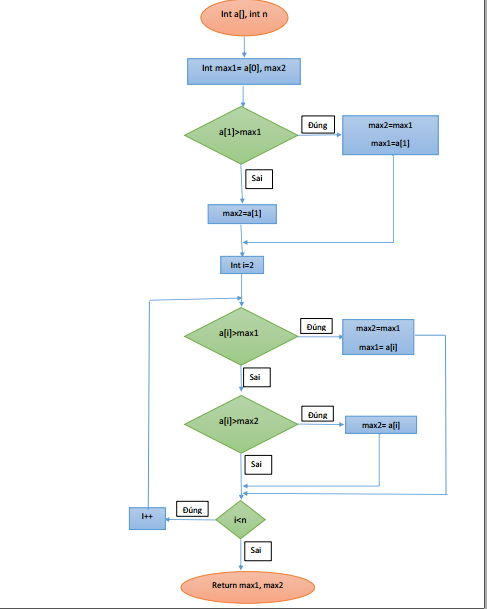 Int a[], int n
Int max1= a[0], max2
a[1]>max1
Đúng
max2=max1
max1=a[1]
Sai
max2=a[1]
Int i=2
a[i]>max1
Đúng
max2=max1
max1= a[i]
Sai
a[i]>max2
Đúng
max2= a[i]
Sai
I++
Đúng
i<n
Sai
Return max1, max2